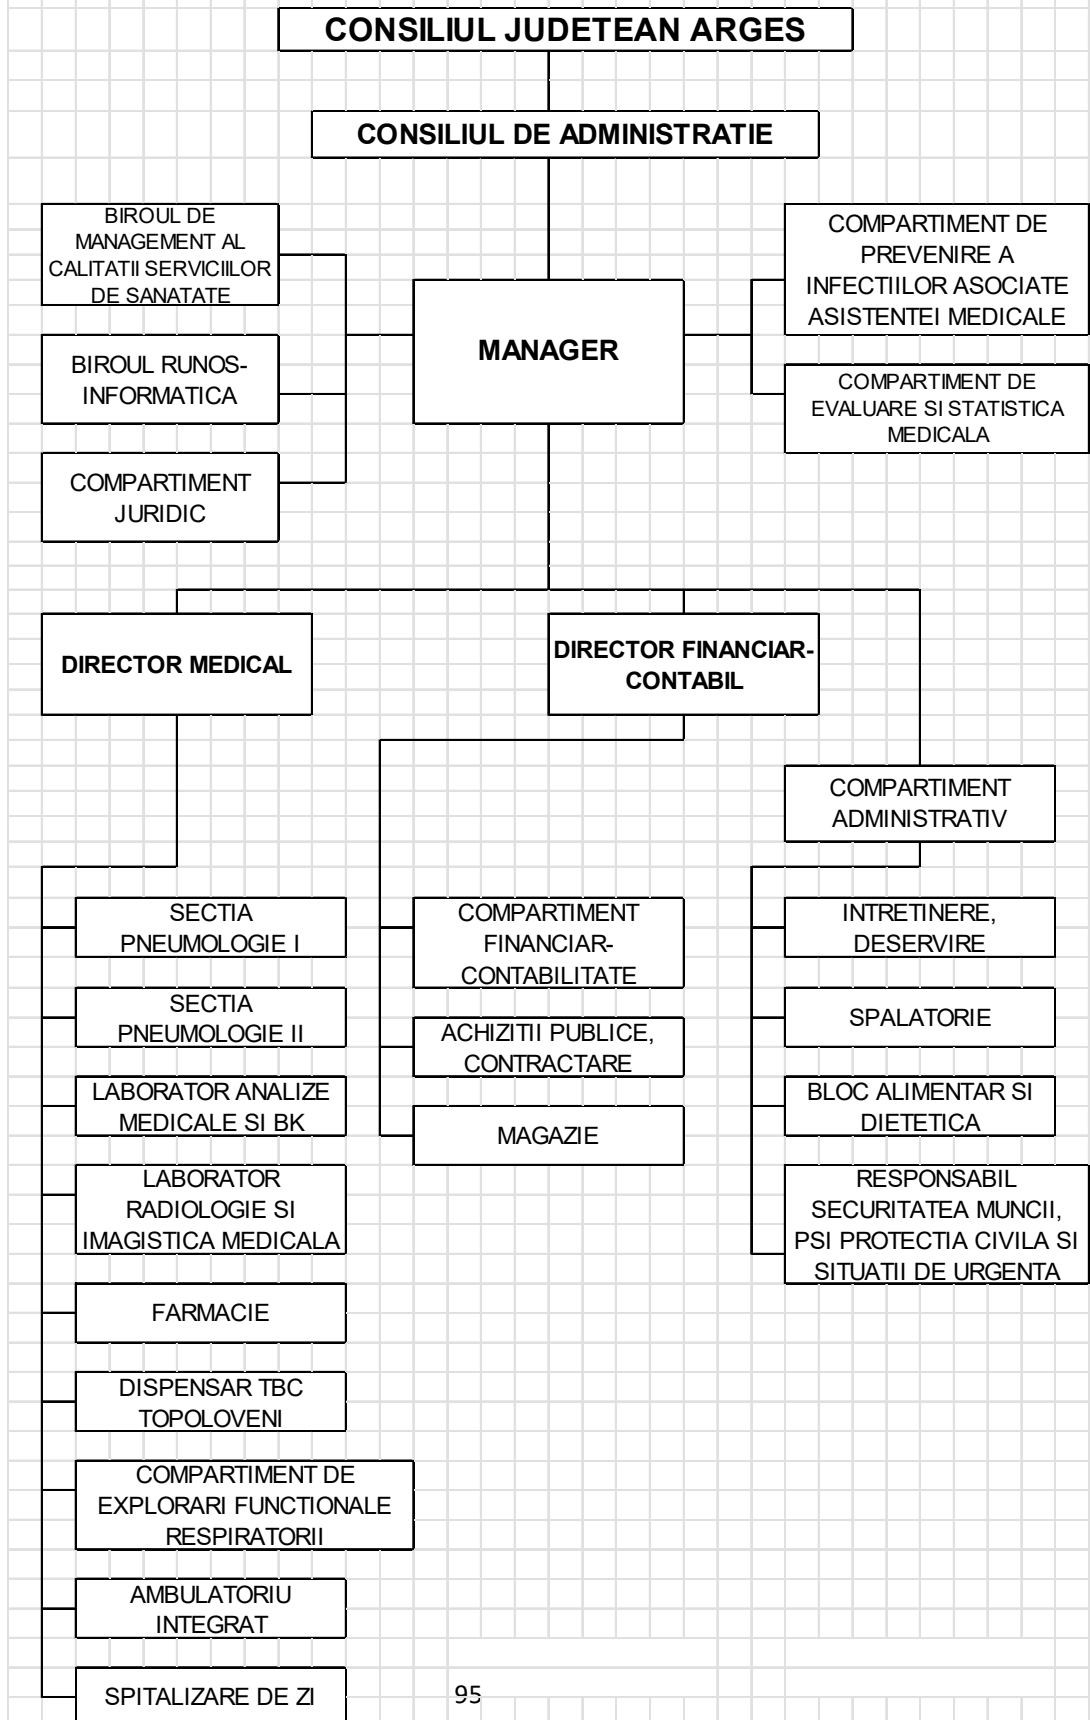 CONSILIUL JUDETEAN ARGES
CONSILIUL DE ADMINISTRATIE
BIROUL DE
MANAGEMENT AL
CALITATII SERVICIILOR
DE SANATATE
COMPARTIMENT DE
PREVENIRE A
INFECTIILOR ASOCIATE
ASISTENTEI MEDICALE
MANAGER
BIROUL RUNOS-
INFORMATICA
COMPARTIMENT DE
EVALUARE SI STATISTICA
MEDICALA
COMPARTIMENT
JURIDIC
DIRECTOR MEDICAL
DIRECTOR FINANCIAR-
CONTABIL
COMPARTIMENT
ADMINISTRATIV
SECTIA
PNEUMOLOGIE I
SECTIA
PNEUMOLOGIE II
LABORATOR ANALIZE
MEDICALE SI BK
LABORATOR
RADIOLOGIE SI
IMAGISTICA MEDICALA
FARMACIE
DISPENSAR TBC
TOPOLOVENI
COMPARTIMENT DE
EXPLORARI FUNCTIONALE
RESPIRATORII
AMBULATORIU
INTEGRAT
SPITALIZARE DE ZI
COMPARTIMENT
FINANCIAR-
CONTABILITATE
ACHIZITII PUBLICE,
CONTRACTARE
MAGAZIE
INTRETINERE,
DESERVIRE
SPALATORIE
BLOC ALIMENTAR SI
DIETETICA
RESPONSABIL
SECURITATEA MUNCII,
PSI PROTECTIA CIVILA SI
SITUATII DE URGENTA
95